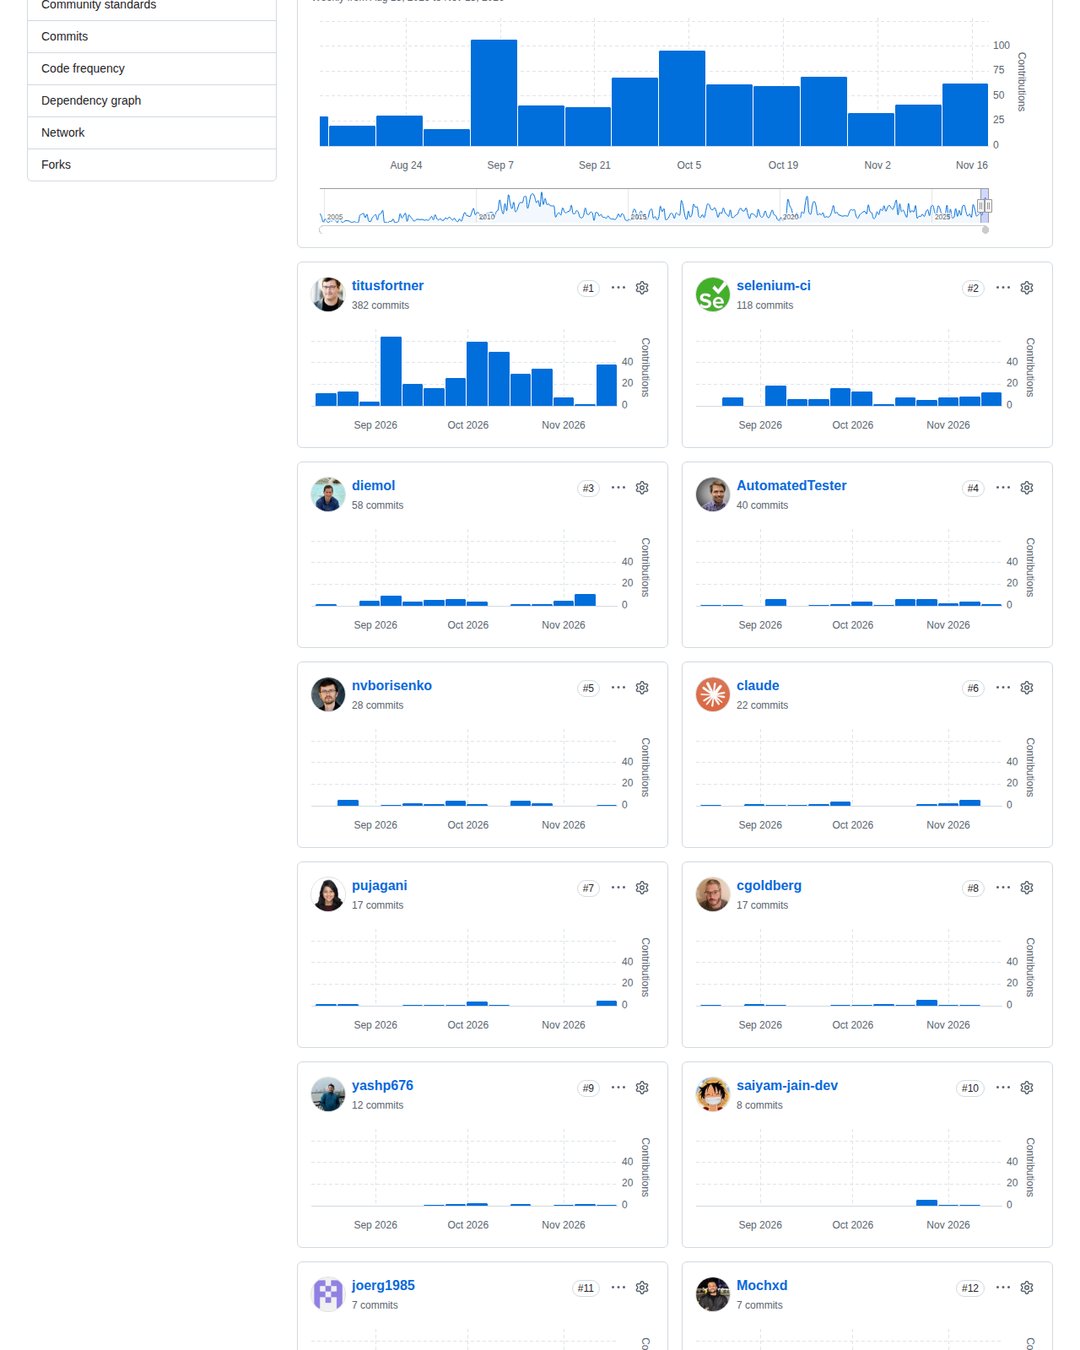 Community standards
Commits
Code frequency
Dependency graph
Network
Forks
100
75
50
25
0
Contributions
Aug 24
Sep 7
Sep 21
Oct 5
Oct 19
Nov 2
Nov 16
2005
2010
2015
2020
2025
titusfortner
#1
382 commits
40
20
0
Contributions
Sep 2026
Oct 2026
Nov 2026
Se
selenium-ci
#2
118 commits
40
20
0
Contributions
Sep 2026
Oct 2026
Nov 2026
diemol
#3
58 commits
40
20
0
Contributions
Sep 2026
Oct 2026
Nov 2026
AutomatedTester
#4
40 commits
40
20
0
Contributions
Sep 2026
Oct 2026
Nov 2026
nvborisenko
#5
28 commits
40
20
0
Contributions
Sep 2026
Oct 2026
Nov 2026
claude
#6
22 commits
40
20
0
Contributions
Sep 2026
Oct 2026
Nov 2026
pujagani
#7
17 commits
40
20
0
Contributions
Sep 2026
Oct 2026
Nov 2026
cgoldberg
#8
17 commits
40
20
0
Contributions
Sep 2026
Oct 2026
Nov 2026
yashp676
#9
12 commits
40
20
0
Contributions
Sep 2026
Oct 2026
Nov 2026
saiyam-jain-dev
#10
8 commits
40
20
0
Contributions
Sep 2026
Oct 2026
Nov 2026
joerg1985
#11
7 commits
Co
Mochxd
#12
7 commits
Co